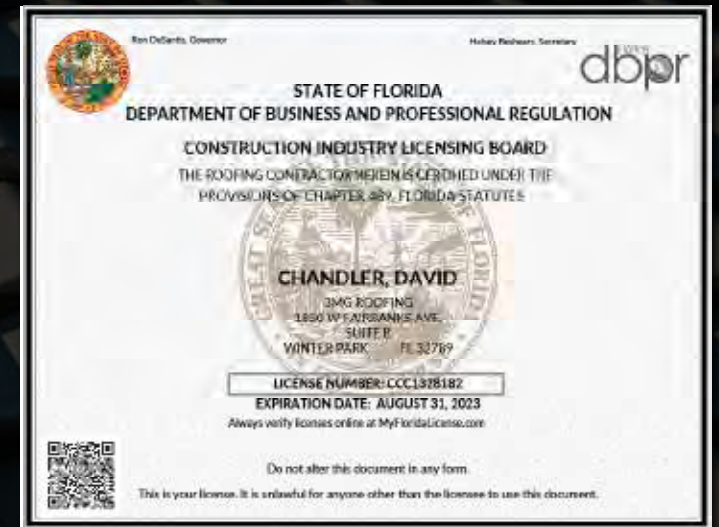 Ron DeSantis, Governor
Halsey Beshears, Secretary
dbpr
STATE OF FLORIDA
DEPARTMENT OF BUSINESS AND PROFESSIONAL REGULATION
CONSTRUCTION INDUSTRY LICENSING BOARD
THE ROOFING CONTRACTOR HEREIN IS CERTIFIED UNDER THE
PROVISIONS OF CHAPTER 489, FLORIDA STATUTES
CHANDLER, DAVID
3MG ROOFING
1850 W FAIRBANKS AVE.
SUITE
WINTER PARK FL 32789
LICENSE NUMBER: CCC1328182
EXPIRATION DATE: AUGUST 31, 2023
Always verify licenses online at MyFloridaLicense.com
Do not alter this document in any form.
This is your license. It is unlawful for anyone other than the licensee to use this document.